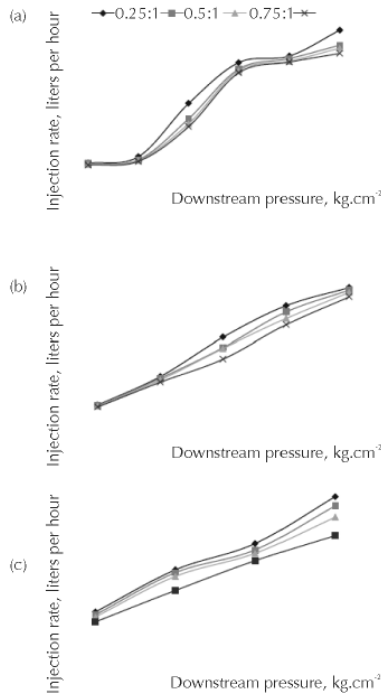 (a)
0.25:1 0.5:1 0.75:1
Injection rate, liters per hour
Downstream pressure, kg.cm-2
(b)
Injection rate, liters per hour
Downstream pressure, kg.cm-2
(c)
Injection rate, liters per hour
Downstream pressure, kg.cm-2